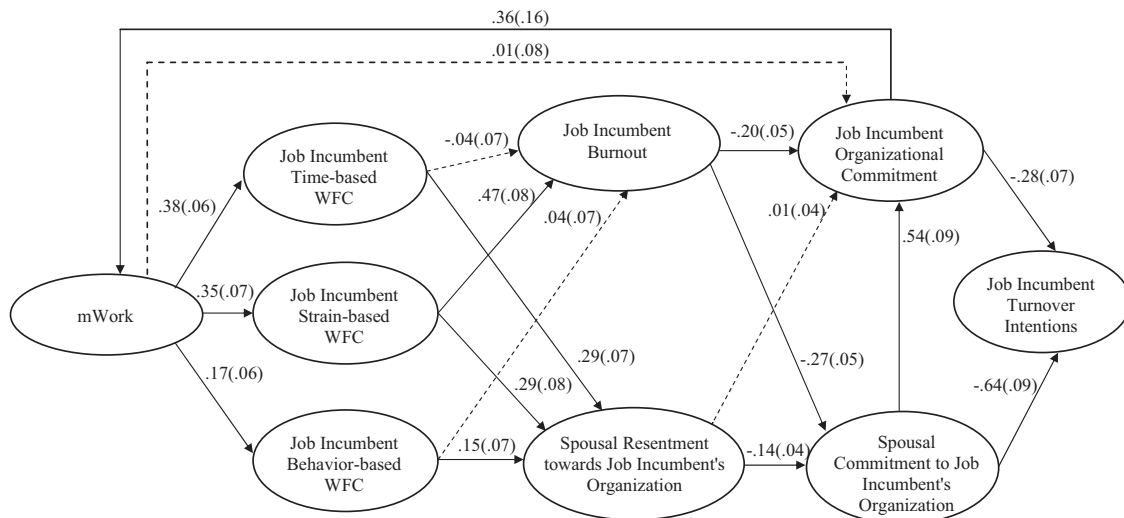 .36(.16)
.01(.08)
Job Incumbent
Time-based
WFC
-.04(.07)
Job Incumbent
Burnout
-.20(.05)
Job Incumbent
Organizational
Commitment
-.28(.07)
.38(.06)
.47(.08)
.04(.07)
.01(.04)
.54(.09)
mWork
.35(.07)
Job Incumbent
Strain-based
WFC
Job Incumbent
Turnover
Intentions
.17(.06)
.29(.07)
.29(.08)
-.27(.05)
-.64(.09)
Job Incumbent
Behavior-based
WFC
.15(.07)
Spousal Resentment
towards Job Incumbent's
Organization
-.14(.04)
Spousal
Commitment to Job
Incumbent's
Organization